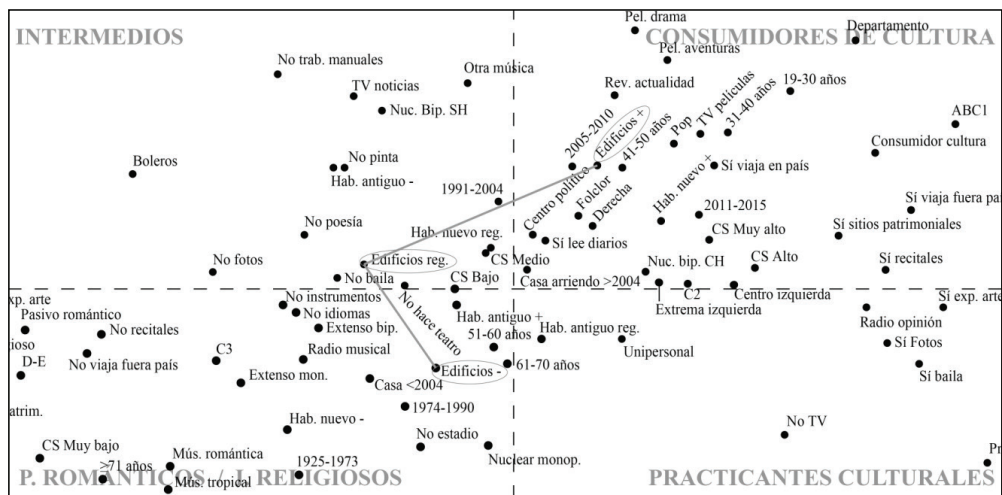 INTERMEDIOS
CONSUMIDORES DE CULTURA
Pel. drama
Departamento
Pel. aventuras
No trab. manuales
Otra música
TV noticias
Rev. actualidad
19-30 años
Nuc. Bip. SH
ABC1
2005-2010
Edificios +
41-50 años
Pop
TV películas
31-40 años
Consumidor cultura
Boleros
No pinta
Hab. antiguo -
Sí viaja en país
1991-2004
Centro político
Folclor
Derecha
Hab. nuevo +
2011-2015
Sí viaja fuera país
No poesía
Hab. nuevo reg.
Sí lee diarios
CS Muy alto
Sí sitios patrimoniales
CS Medio
Edificios reg.
No fotos
No baila
CS Bajo
Casa arriendo >2004
Nuc. bip. CH
CS Alto
Sí recitales
No hace teatro
C2
Centro izquierda
Extrema izquierda
exp. arte
Pasivo romántico
No instrumentos
No idiomas
Extenso bip.
Hab. antiguo +
Sí exp. arte
Radio opinión
No recitales
gioso
D-E
No viaja fuera país
C3
Radio musical
51-60 años
Hab. antiguo reg.
Unipersonal
Sí Fotos
Sí baila
Extenso mon.
Casa <2004
Edificios -
61-70 años
atrim.
Hab. nuevo -
1974-1990
No TV
CS Muy bajo
No estadio
Nuclear monop.
Pr
≥71 años
Mús. romántica
1925-1973
P. ROMÁNTICOS / J. RELIGIOSOS
PRACTICANTES CULTURALES
Mús. tropical